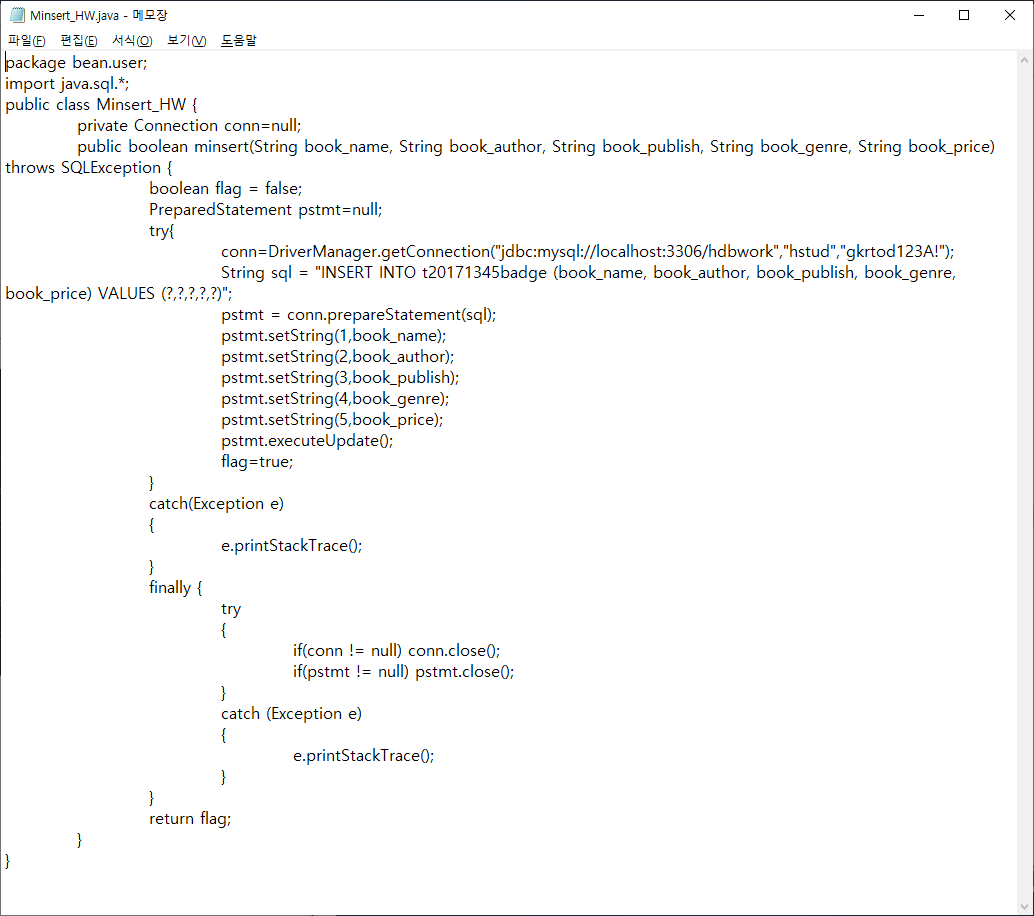 Minsert_HW.java - 메모장
파일(F) 편집(E) 서식(O) 보기(V) 도움말
package bean.user;
import java.sql.*;
public class Minsert_HW {
private Connection conn=null;
public boolean minsert(String book_name, String book_author, String book_publish, String book_genre, String book_price)
throws SQLException {
boolean flag = false;
PreparedStatement pstmt=null;
try{
conn=DriverManager.getConnection("jdbc:mysql://localhost:3306/hdbwork","hstud","gkrtod123A!");
String sql = "INSERT INTO t20171345badge (book_name, book_author, book_publish, book_genre,
book_price) VALUES (?,?,?,?,?)";
pstmt = conn.prepareStatement(sql);
pstmt.setString(1,book_name);
pstmt.setString(2,book_author);
pstmt.setString(3,book_publish);
pstmt.setString(4,book_genre);
pstmt.setString(5,book_price);
pstmt.executeUpdate();
flag=true;
}
catch(Exception e)
{
e.printStackTrace();
}
finally {
try
{
if(conn != null) conn.close();
if(pstmt != null) pstmt.close();
}
catch (Exception e)
{
e.printStackTrace();
}
}
return flag;
}
}